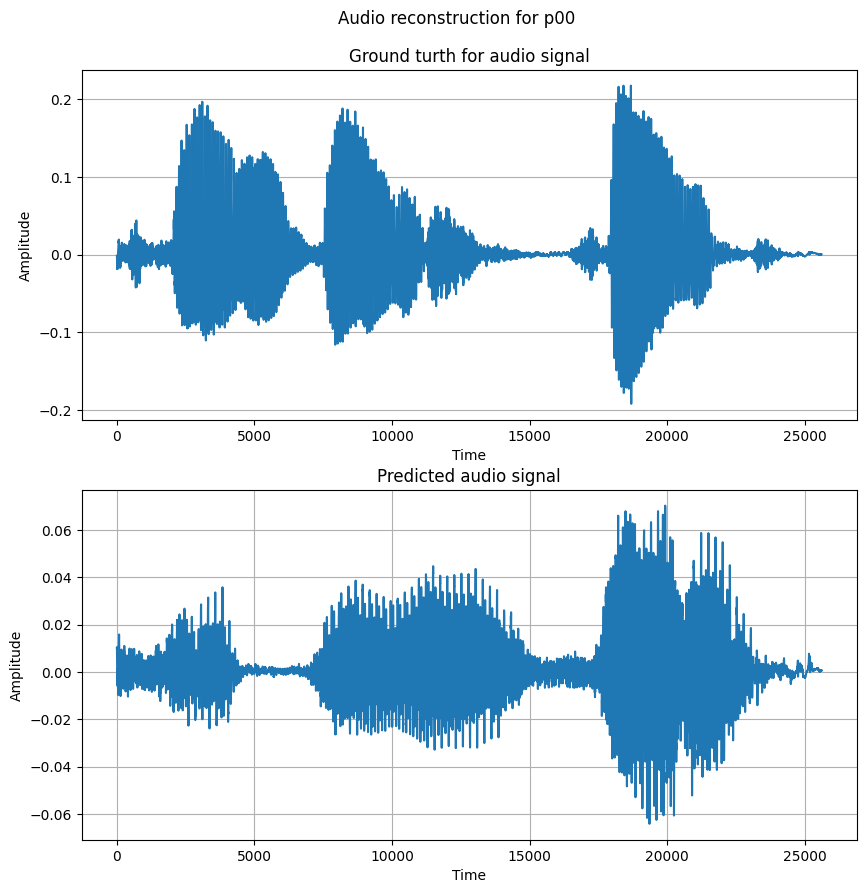 Audio reconstruction for p00
Ground turth for audio signal
0.2
0.1
0.0
−0.1
−0.2
Amplitude
0 5000 10000 15000 20000 25000
Time
Predicted audio signal
0.06
0.04
0.02
0.00
−0.02
−0.04
−0.06
Amplitude
0 5000 10000 15000 20000 25000
Time